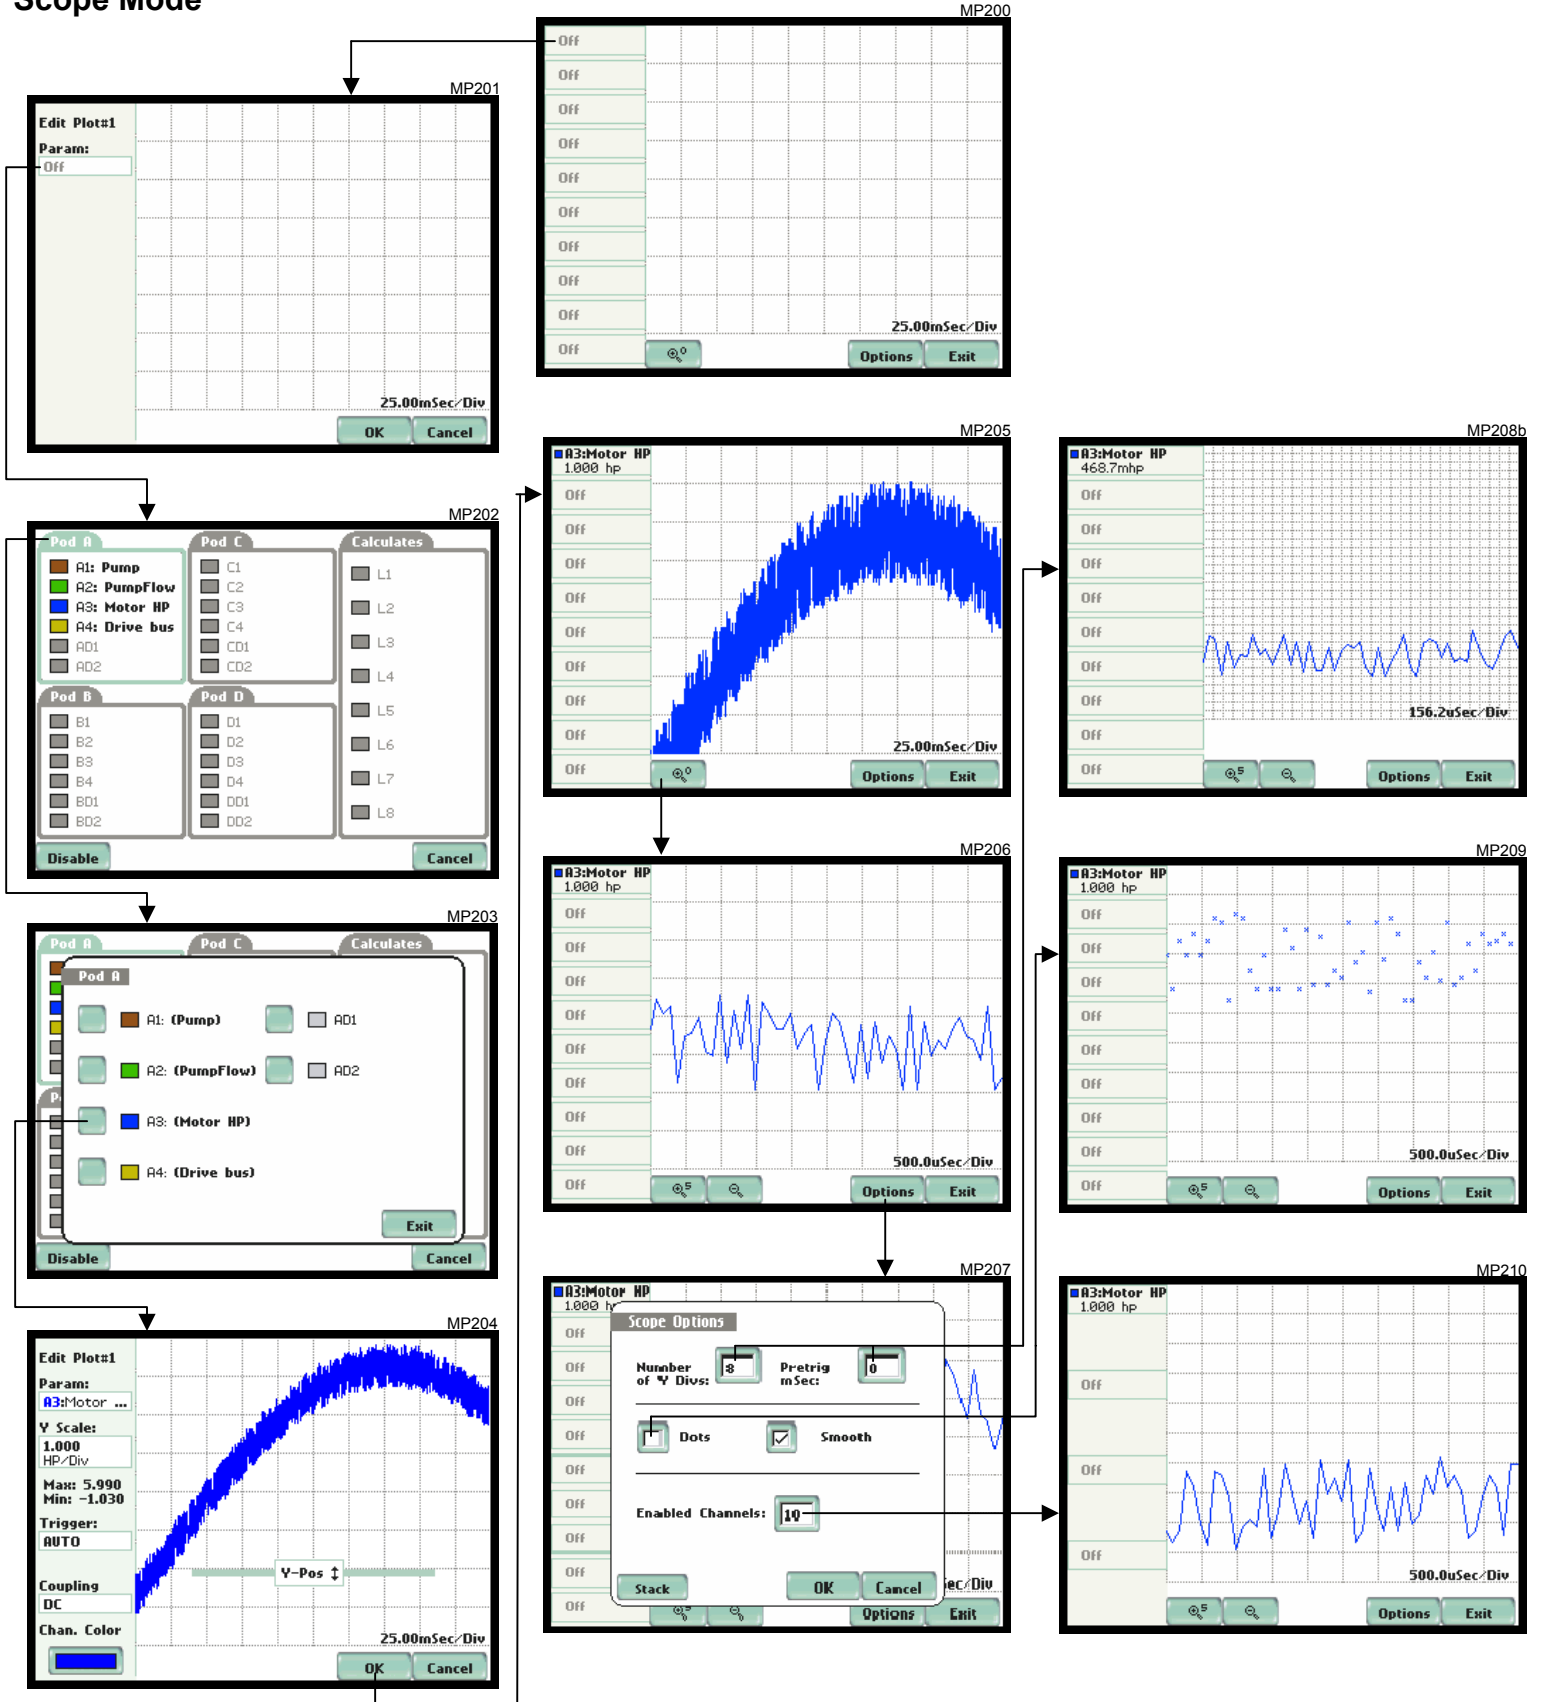 Scope Mode
MP200
Off
Off
Off
Off
Off
Off
Off
Off
Off
Off
25.00mSec/Div
0
Options
Exit
MP201
Edit Plot#1
Param:
Off
25.00mSec/Div
OK
Cancel
MP202
Pod A
A1: Pump
A2: PumpFlow
A3: Motor HP
A4: Drive bus
AD1
AD2
Pod C
C1
C2
C3
C4
CD1
CD2
Calculates
L1
L2
L3
L4
L5
L6
L7
L8
Pod B
B1
B2
B3
B4
BD1
BD2
Pod D
D1
D2
D3
D4
DD1
DD2
Disable
Cancel
MP203
Pod A
Pod C
Calculates
Pod A
A1: (Pump)
AD1
A2: (PumpFlow)
AD2
A3: (Motor HP)
A4: (Drive bus)
Exit
Disable
Cancel
MP204
Edit Plot#1
Param:
A3:Motor ...
Y Scale:
1.000
HP/Div
Max: 5.990
Min: -1.030
Trigger:
AUTO
Coupling
DC
Chan. Color
Y-Pos
25.00mSec/Div
OK
Cancel
MP205
A3:Motor HP
1.000 hp
Off
Off
Off
Off
Off
Off
Off
Off
Off
25.00mSec/Div
0
Options
Exit
MP206
A3:Motor HP
1.000 hp
Off
Off
Off
Off
Off
Off
Off
Off
Off
500.0uSec/Div
5
Options
Exit
MP207
A3:Motor HP
1.000 h
Off
Off
Off
Off
Off
Off
Off
Off
Off
Scope Options
Number
of Y Divs:
8
Pretrig
mSec:
0
Dots
Smooth
Enabled Channels:
10
Stack
OK
Cancel
Sec/Div
Options
Exit
MP208b
A3:Motor HP
468.7mhp
Off
Off
Off
Off
Off
Off
Off
Off
Off
156.2uSec/Div
5
Options
Exit
MP209
A3:Motor HP
1.000 hp
Off
Off
Off
Off
Off
Off
Off
Off
Off
500.0uSec/Div
5
Options
Exit
MP210
A3:Motor HP
1.000 hp
Off
Off
Off
500.0uSec/Div
5
Options
Exit